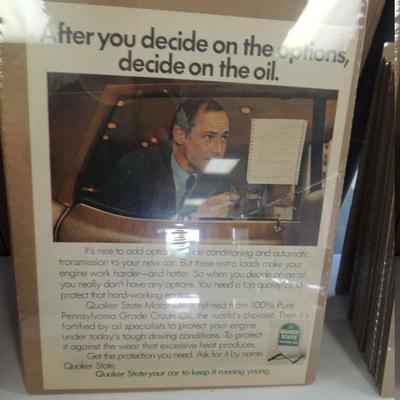 After you decide on the options,
decide on the oil.
It's nice to add options like air conditioning and automatic
transmission to your new car. But these extra loads make your
engine work harder—and hotter. So when you decide on an oil,
you really don't have any options. You need a top quality oil to
protect that hard-working engine.
Quaker State Motor Oil is refined from 100% Pure
Pennsylvania Grade Crude Oil, the world's choicest. Then it's
fortified by oil specialists to protect your engine
under today's tough driving conditions. To protect
it against the wear that excessive heat produces.
Get the protection you need. Ask for it by name.
Quaker State.
Quaker State your car to keep it running young.
QUAKER
STATE